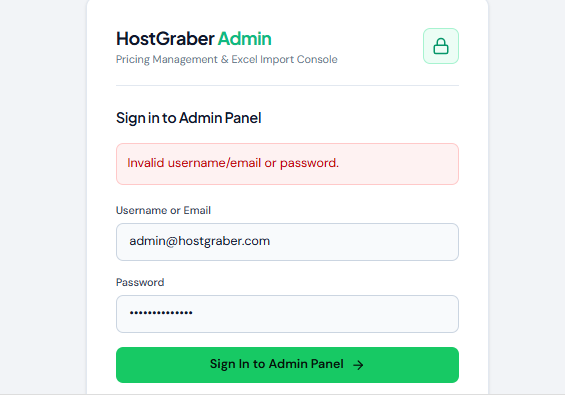 HostGraber Admin
Pricing Management & Excel Import Console
Sign in to Admin Panel
Invalid username/email or password.
Username or Email
admin@hostgraber.com
Password
••••••••••••••
Sign In to Admin Panel →